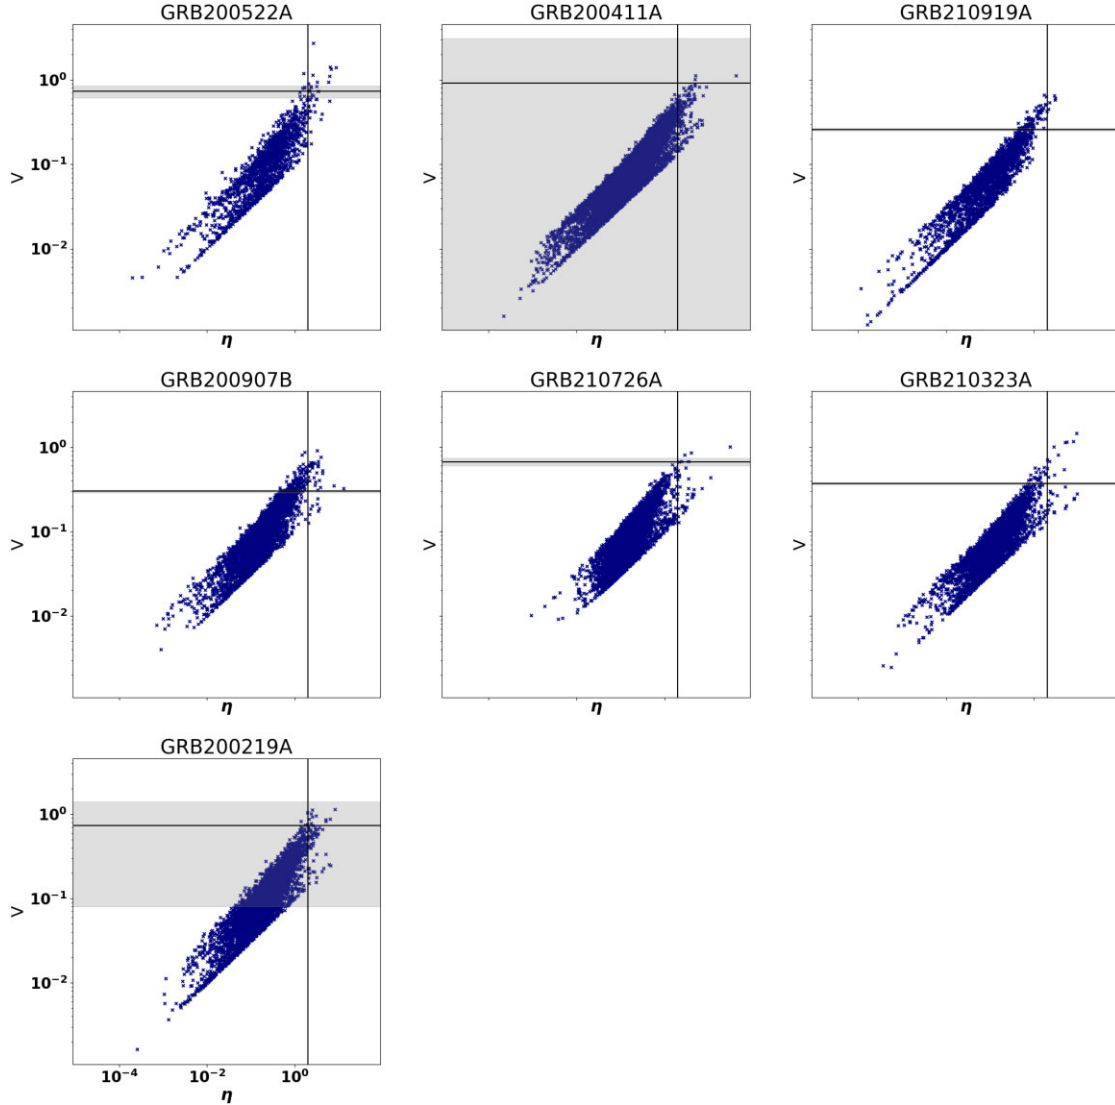 GRB200522A GRB200411A GRB210919A
10⁰
10⁻¹
10⁻²
V V V
η η η
GRB200907B GRB210726A GRB210323A
10⁰
10⁻¹
10⁻²
V V V
η η η
GRB200219A
10⁰
10⁻¹
10⁻²
V
10⁻⁴ 10⁻² 10⁰
η